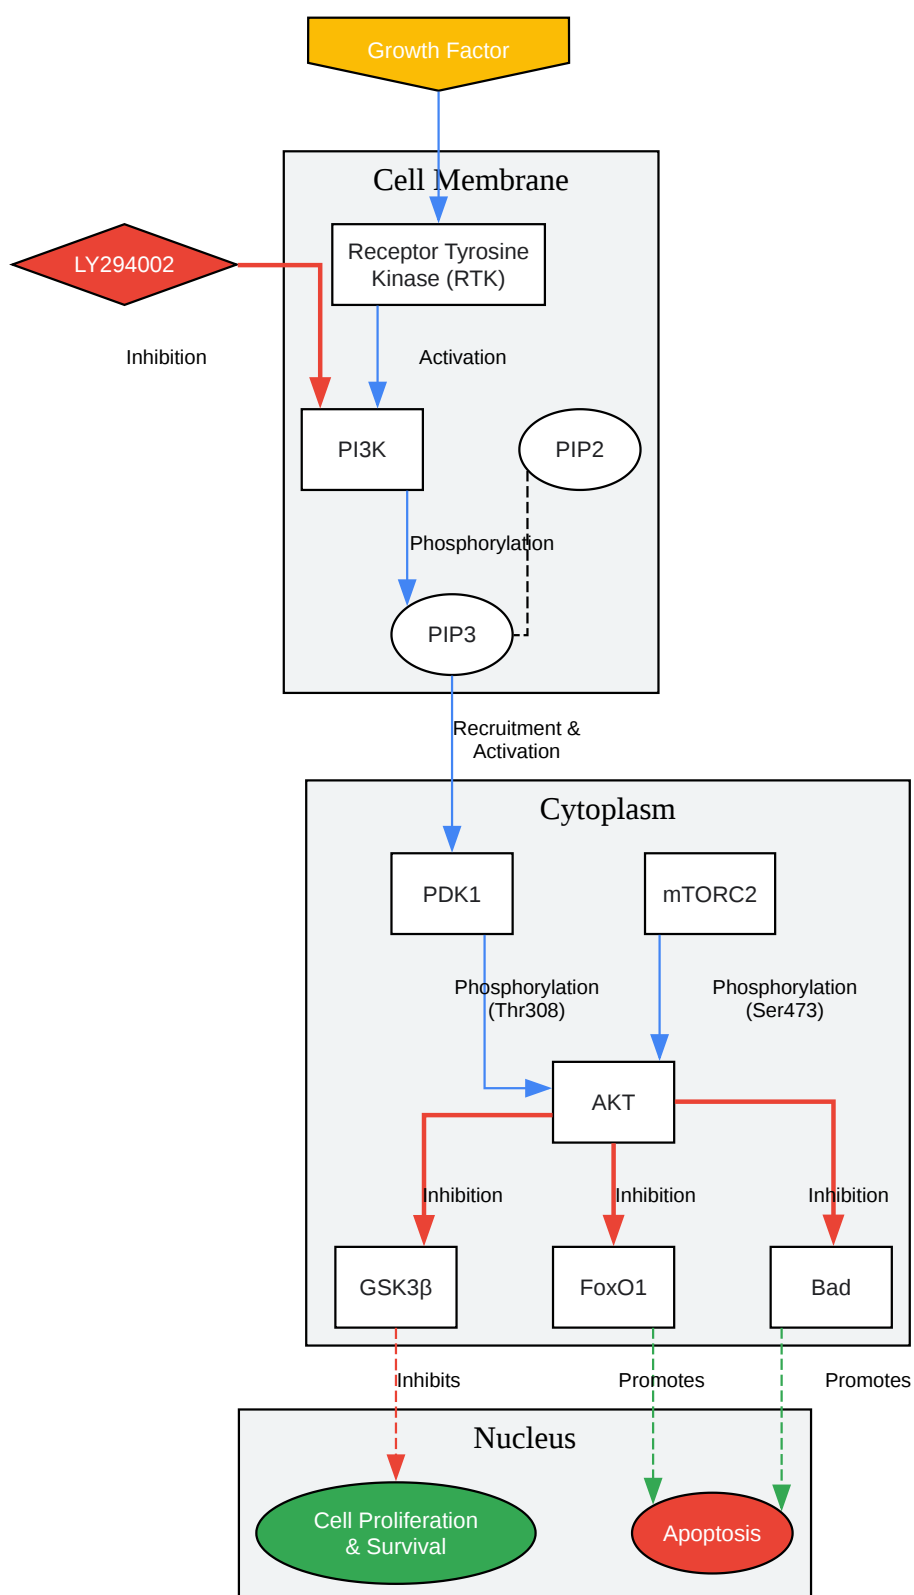 Growth Factor
Cell Membrane
Receptor Tyrosine
Kinase (RTK)
LY294002
Inhibition
Activation
PI3K
PIP2
Phosphorylation
PIP3
Recruitment &
Activation
Cytoplasm
PDK1
mTORC2
Phosphorylation
(Thr308)
Phosphorylation
(Ser473)
AKT
Inhibition
Inhibition
Inhibition
GSK3β
FoxO1
Bad
Inhibits
Promotes
Promotes
Nucleus
Cell Proliferation
& Survival
Apoptosis